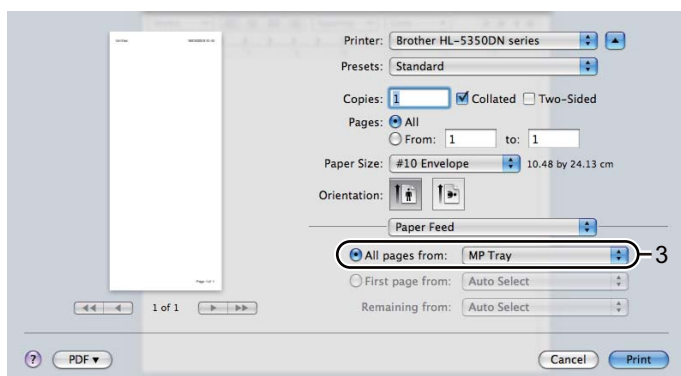 Printer: Brother HL-5350DN series
Presets: Standard
Copies: 1 Collated Two-Sided
Pages: All
From: 1 to: 1
Paper Size: #10 Envelope 10.48 by 24.13 cm
Orientation:
Paper Feed
All pages from: MP Tray 3
First page from: Auto Select
Remaining from: Auto Select
1 of 1
? PDF Cancel Print